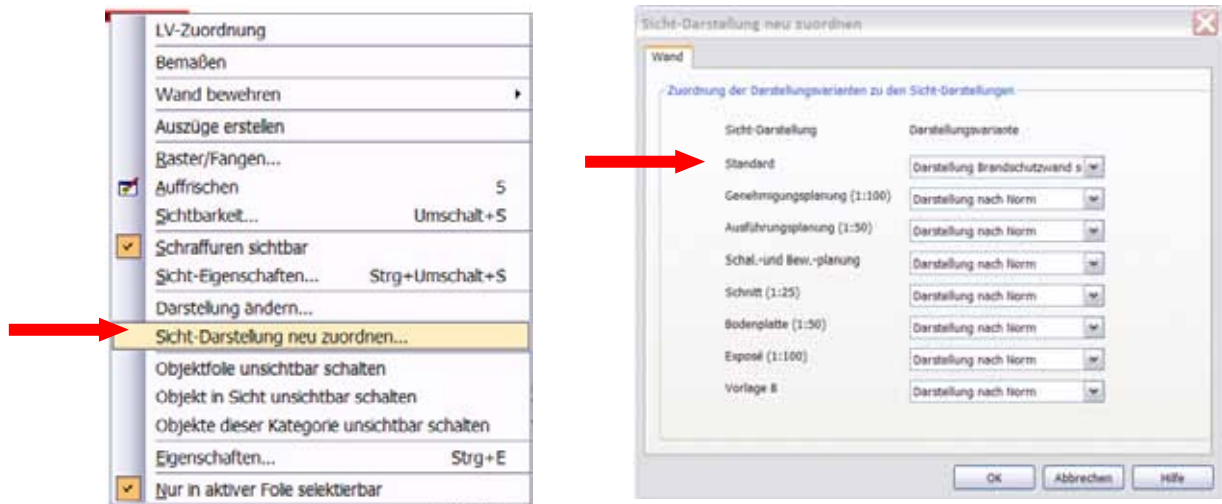 LV-Zuordnung
Bemaßen
Wand bewehren
Auszüge erstellen
Raster/Fangen...
Auffrischen 5
Sichtbarkeit... Umschalt+S
Schraffuren sichtbar
Sicht-Eigenschaften... Strg+Umschalt+S
Darstellung ändern...
Sicht-Darstellung neu zuordnen...
Objektfolie unsichtbar schalten
Objekt in Sicht unsichtbar schalten
Objekte dieser Kategorie unsichtbar schalten
Eigenschaften... Strg+E
Nur in aktiver Folie selektierbar
Sicht-Darstellung neu zuordnen
Wand
Zuordnung der Darstellungsvarianten zu den Sicht-Darstellungen
Sicht-Darstellung Darstellungsvariante
Standard Darstellung Brandschutzwand s
Genehmigungsplanung (1:100) Darstellung nach Norm
Ausführungsplanung (1:50) Darstellung nach Norm
Schal.-und Bew.-planung Darstellung nach Norm
Schnitt (1:25) Darstellung nach Norm
Bodenplatte (1:50) Darstellung nach Norm
Exposé (1:100) Darstellung nach Norm
Vorlage 8 Darstellung nach Norm
OK Abbrechen Hilfe